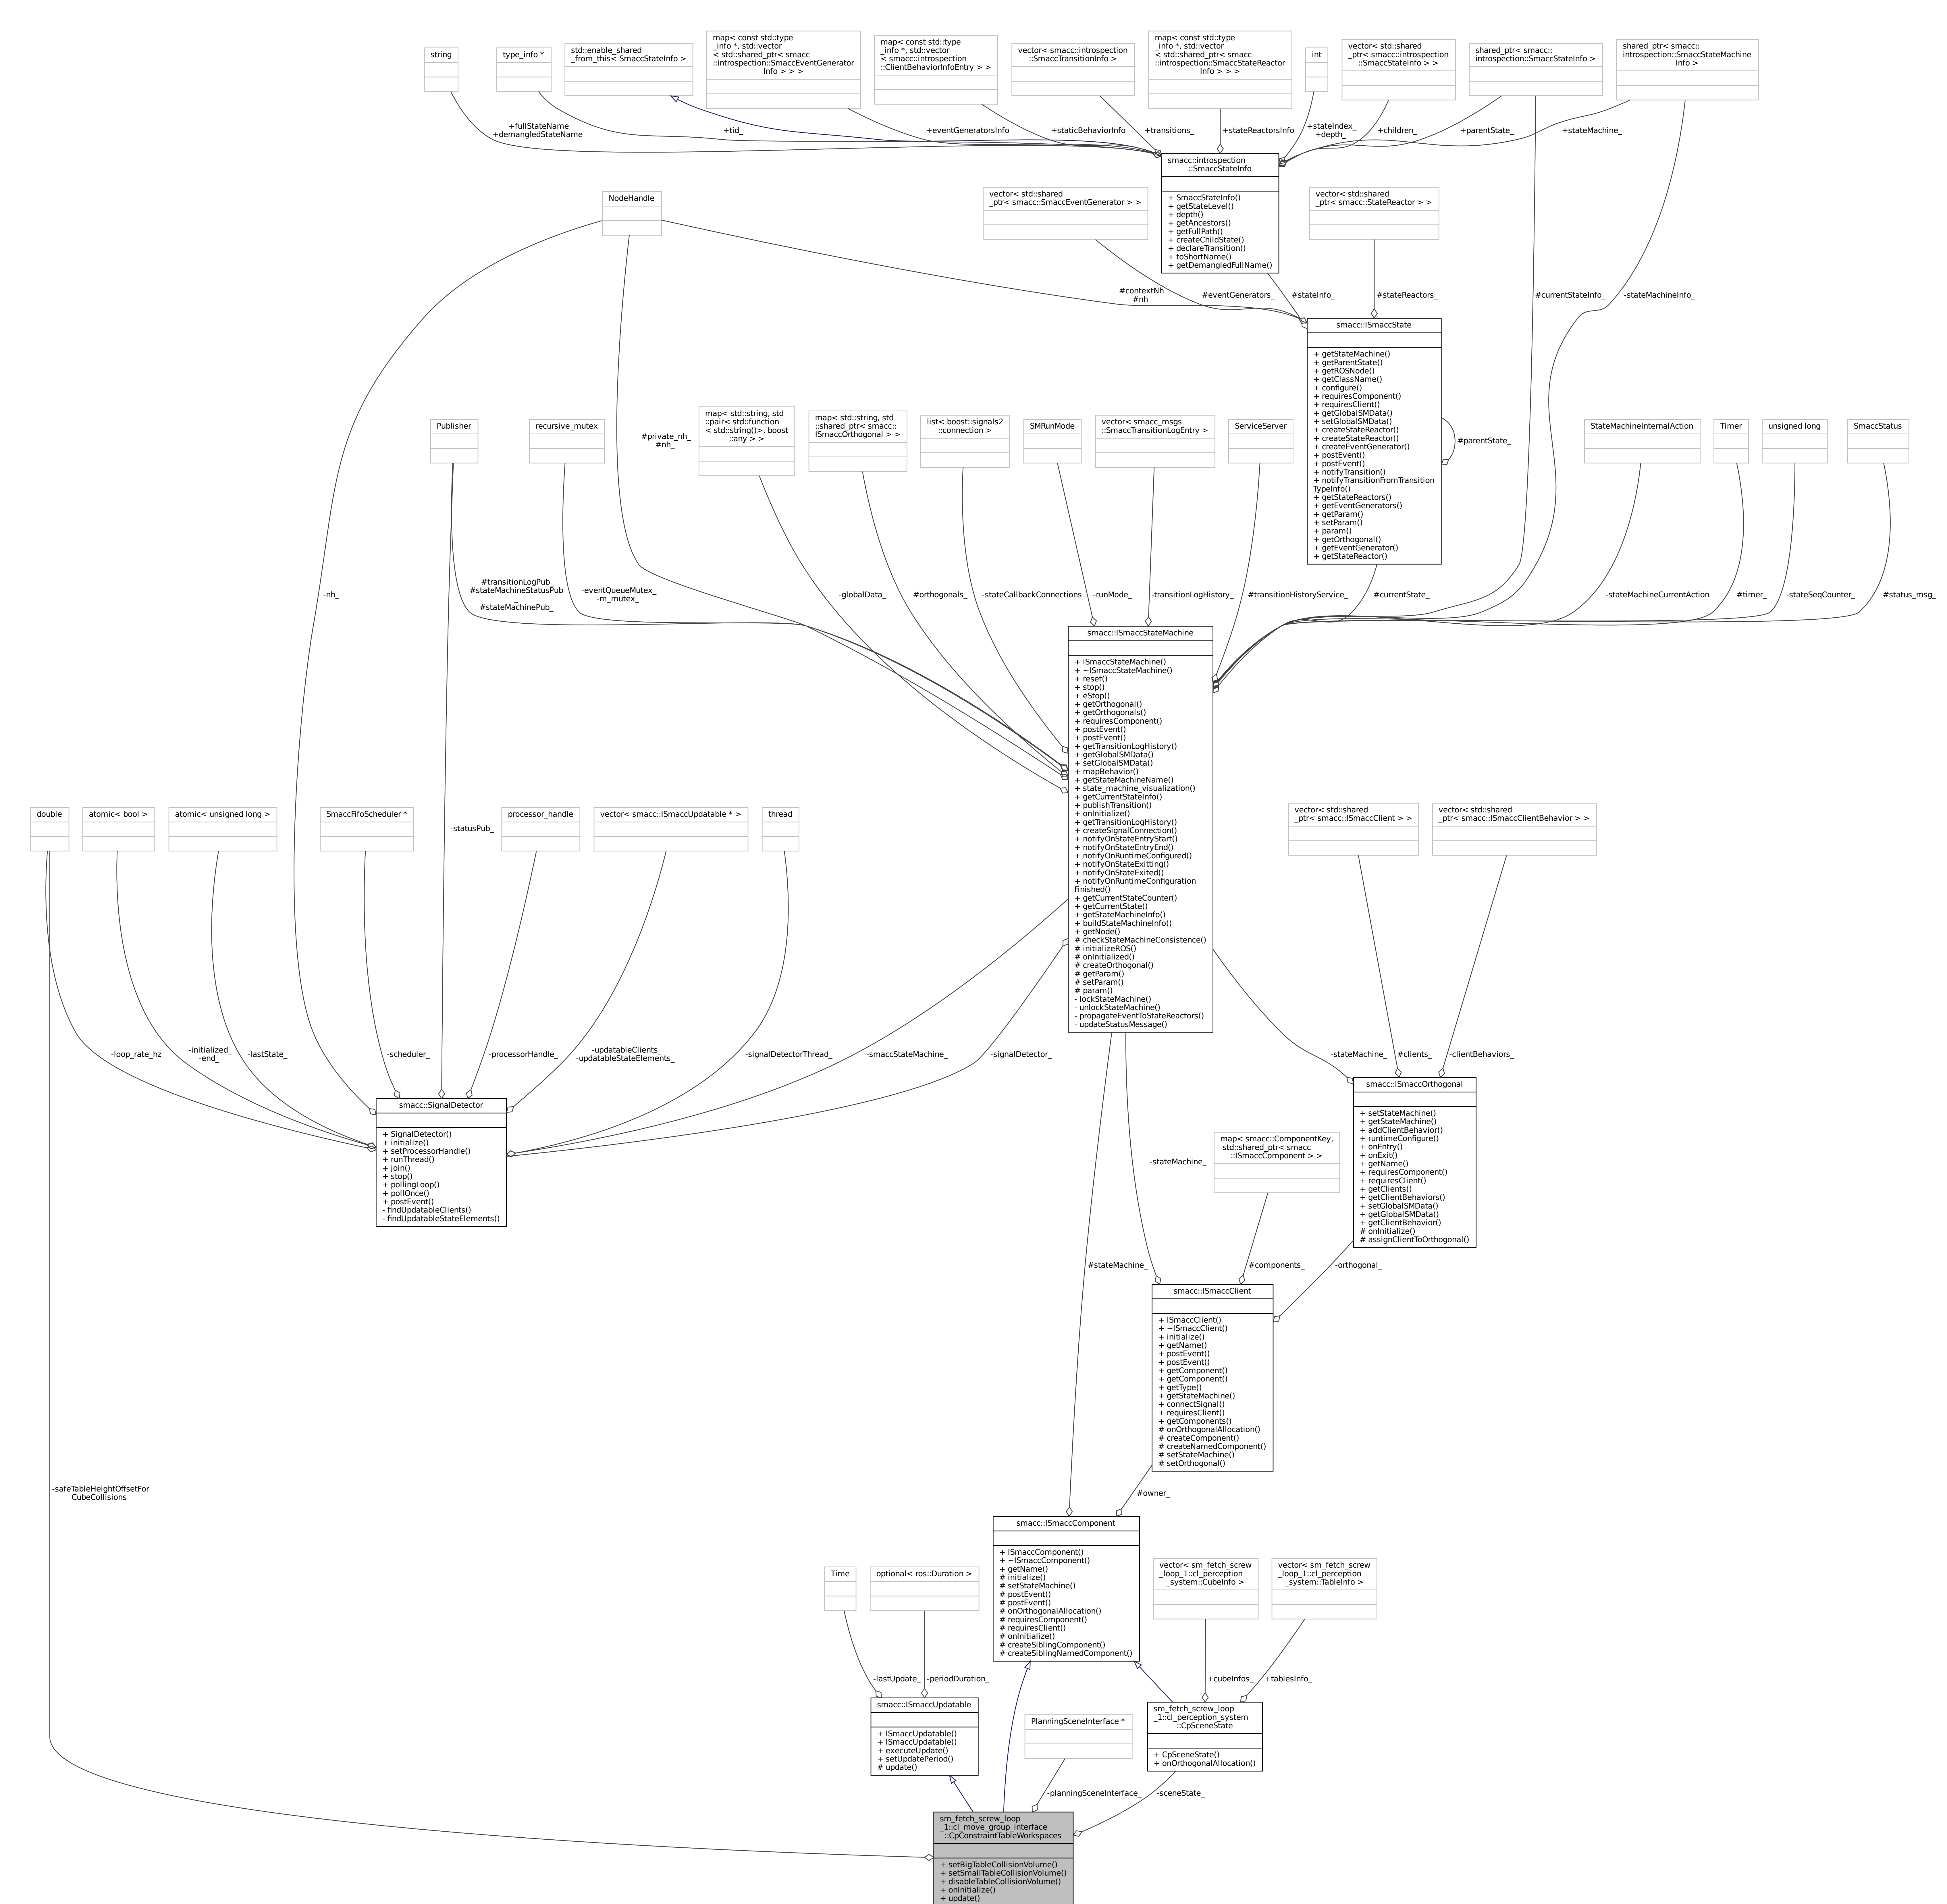 string
type_info *
std::enable_shared
_from_this< SmaccStateInfo >
map< const std::type
_info *, std::vector
< std::shared_ptr< smacc
::introspection::SmaccEventGenerator
Info > > >
map< const std::type
_info *, std::vector
< smacc::introspection
::ClientBehaviorInfoEntry > >
vector< smacc::introspection
::SmaccTransitionInfo >
map< const std::type
_info *, std::vector
< std::shared_ptr< smacc
::introspection::SmaccStateReactor
Info > > >
int
vector< std::shared
_ptr< smacc::introspection
::SmaccStateInfo > >
shared_ptr< smacc::
introspection::SmaccStateInfo >
shared_ptr< smacc::
introspection::SmaccStateMachine
Info >
+fullStateName
+demangledStateName
+tid_
+eventGeneratorsInfo
+staticBehaviorInfo
+transitions_
+stateReactorsInfo
+stateIndex_
+depth_
+children_
+parentState_
+stateMachine_
smacc::introspection
::SmaccStateInfo
+ SmaccStateInfo()
+ getStateLevel()
+ depth()
+ getAncestors()
+ getFullPath()
+ createChildState()
+ declareTransition()
+ toShortName()
+ getDemangledFullName()
NodeHandle
vector< std::shared
_ptr< smacc::SmaccEventGenerator > >
vector< std::shared
_ptr< smacc::StateReactor > >
#contextNh
#nh
#eventGenerators_
#stateInfo_
#stateReactors_
#currentStateInfo_
-stateMachineInfo_
smacc::ISmaccState
+ getStateMachine()
+ getParentState()
+ getROSNode()
+ getClassName()
+ configure()
+ requiresComponent()
+ requiresClient()
+ getGlobalSMData()
+ setGlobalSMData()
+ createStateReactor()
+ createStateReactor()
+ createEventGenerator()
+ postEvent()
+ postEvent()
+ notifyTransition()
+ notifyTransitionFromTransition
TypeInfo()
+ getStateReactors()
+ getEventGenerators()
+ getParam()
+ setParam()
+ param()
+ getOrthogonal()
+ getEventGenerator()
+ getStateReactor()
#parentState_
Publisher
recursive_mutex
#private_nh_
#nh_
map< std::string, std
::pair< std::function
< std::string()>, boost
::any > >
map< std::string, std
::shared_ptr< smacc::
ISmaccOrthogonal > >
list< boost::signals2
::connection >
SMRunMode
vector< smacc_msgs
::SmaccTransitionLogEntry >
ServiceServer
StateMachineInternalAction
Timer
unsigned long
SmaccStatus
-nh_
#transitionLogPub_
#stateMachineStatusPub
_
#stateMachinePub_
-eventQueueMutex_
-m_mutex_
-globalData_
#orthogonals_
-stateCallbackConnections
-runMode_
-transitionLogHistory_
#transitionHistoryService_
#currentState_
-stateMachineCurrentAction
#timer_
-stateSeqCounter_
#status_msg_
smacc::ISmaccStateMachine
+ ISmaccStateMachine()
+ ~ISmaccStateMachine()
+ reset()
+ stop()
+ eStop()
+ getOrthogonal()
+ getOrthogonals()
+ requiresComponent()
+ postEvent()
+ postEvent()
+ getTransitionLogHistory()
+ getGlobalSMData()
+ setGlobalSMData()
+ mapBehavior()
+ getStateMachineName()
+ state_machine_visualization()
+ getCurrentStateInfo()
+ publishTransition()
+ onInitialize()
+ getTransitionLogHistory()
+ createSignalConnection()
+ notifyOnStateEntryStart()
+ notifyOnStateEntryEnd()
+ notifyOnRuntimeConfigured()
+ notifyOnStateExitting()
+ notifyOnStateExited()
+ notifyOnRuntimeConfiguration
Finished()
+ getCurrentStateCounter()
+ getCurrentState()
+ getStateMachineInfo()
+ buildStateMachineInfo()
+ getNode()
# checkStateMachineConsistence()
# initializeROS()
# onInitialized()
# createOrthogonal()
# getParam()
# setParam()
# param()
- lockStateMachine()
- unlockStateMachine()
- propagateEventToStateReactors()
- updateStatusMessage()
double
atomic< bool >
atomic< unsigned long >
SmaccFifoScheduler *
-statusPub_
processor_handle
vector< smacc::ISmaccUpdatable * >
thread
vector< std::shared
_ptr< smacc::ISmaccClient > >
vector< std::shared
_ptr< smacc::ISmaccClientBehavior > >
-loop_rate_hz
-initialized_
-end_
-lastState_
-scheduler_
-processorHandle_
-updatableClients_
-updatableStateElements_
-signalDetectorThread_
-smaccStateMachine_
-signalDetector_
-stateMachine_
#clients_
-clientBehaviors_
smacc::SignalDetector
+ SignalDetector()
+ initialize()
+ setProcessorHandle()
+ runThread()
+ join()
+ stop()
+ pollingLoop()
+ pollOnce()
+ postEvent()
- findUpdatableClients()
- findUpdatableStateElements()
smacc::ISmaccOrthogonal
+ setStateMachine()
+ getStateMachine()
+ addClientBehavior()
+ runtimeConfigure()
+ onEntry()
+ onExit()
+ getName()
+ requiresComponent()
+ requiresClient()
+ getClients()
+ getClientBehaviors()
+ setGlobalSMData()
+ getGlobalSMData()
+ getClientBehavior()
# onInitialize()
# assignClientToOrthogonal()
-stateMachine_
map< smacc::ComponentKey,
std::shared_ptr< smacc
::ISmaccComponent > >
#stateMachine_
#components_
-orthogonal_
smacc::ISmaccClient
+ ISmaccClient()
+ ~ISmaccClient()
+ initialize()
+ getName()
+ postEvent()
+ postEvent()
+ getComponent()
+ getComponent()
+ getType()
+ getStateMachine()
+ connectSignal()
+ requiresClient()
+ getComponents()
# onOrthogonalAllocation()
# createComponent()
# createNamedComponent()
# setStateMachine()
# setOrthogonal()
-safeTableHeightOffsetFor
CubeCollisions
#owner_
smacc::ISmaccComponent
+ ISmaccComponent()
+ ~ISmaccComponent()
+ getName()
# initialize()
# setStateMachine()
# postEvent()
# postEvent()
# onOrthogonalAllocation()
# requiresComponent()
# requiresClient()
# onInitialize()
# createSiblingComponent()
# createSiblingNamedComponent()
Time
optional< ros::Duration >
vector< sm_fetch_screw
_loop_1::cl_perception
_system::CubeInfo >
vector< sm_fetch_screw
_loop_1::cl_perception
_system::TableInfo >
-lastUpdate_
-periodDuration_
+cubeInfos_
+tablesInfo_
smacc::ISmaccUpdatable
+ ISmaccUpdatable()
+ ISmaccUpdatable()
+ executeUpdate()
+ setUpdatePeriod()
# update()
PlanningSceneInterface *
sm_fetch_screw_loop
_1::cl_perception_system
::CpSceneState
+ CpSceneState()
+ onOrthogonalAllocation()
-planningSceneInterface_
-sceneState_
sm_fetch_screw_loop
_1::cl_move_group_interface
::CpConstraintTableWorkspaces
+ setBigTableCollisionVolume()
+ setSmallTableCollisionVolume()
+ disableTableCollisionVolume()
+ onInitialize()
+ update()